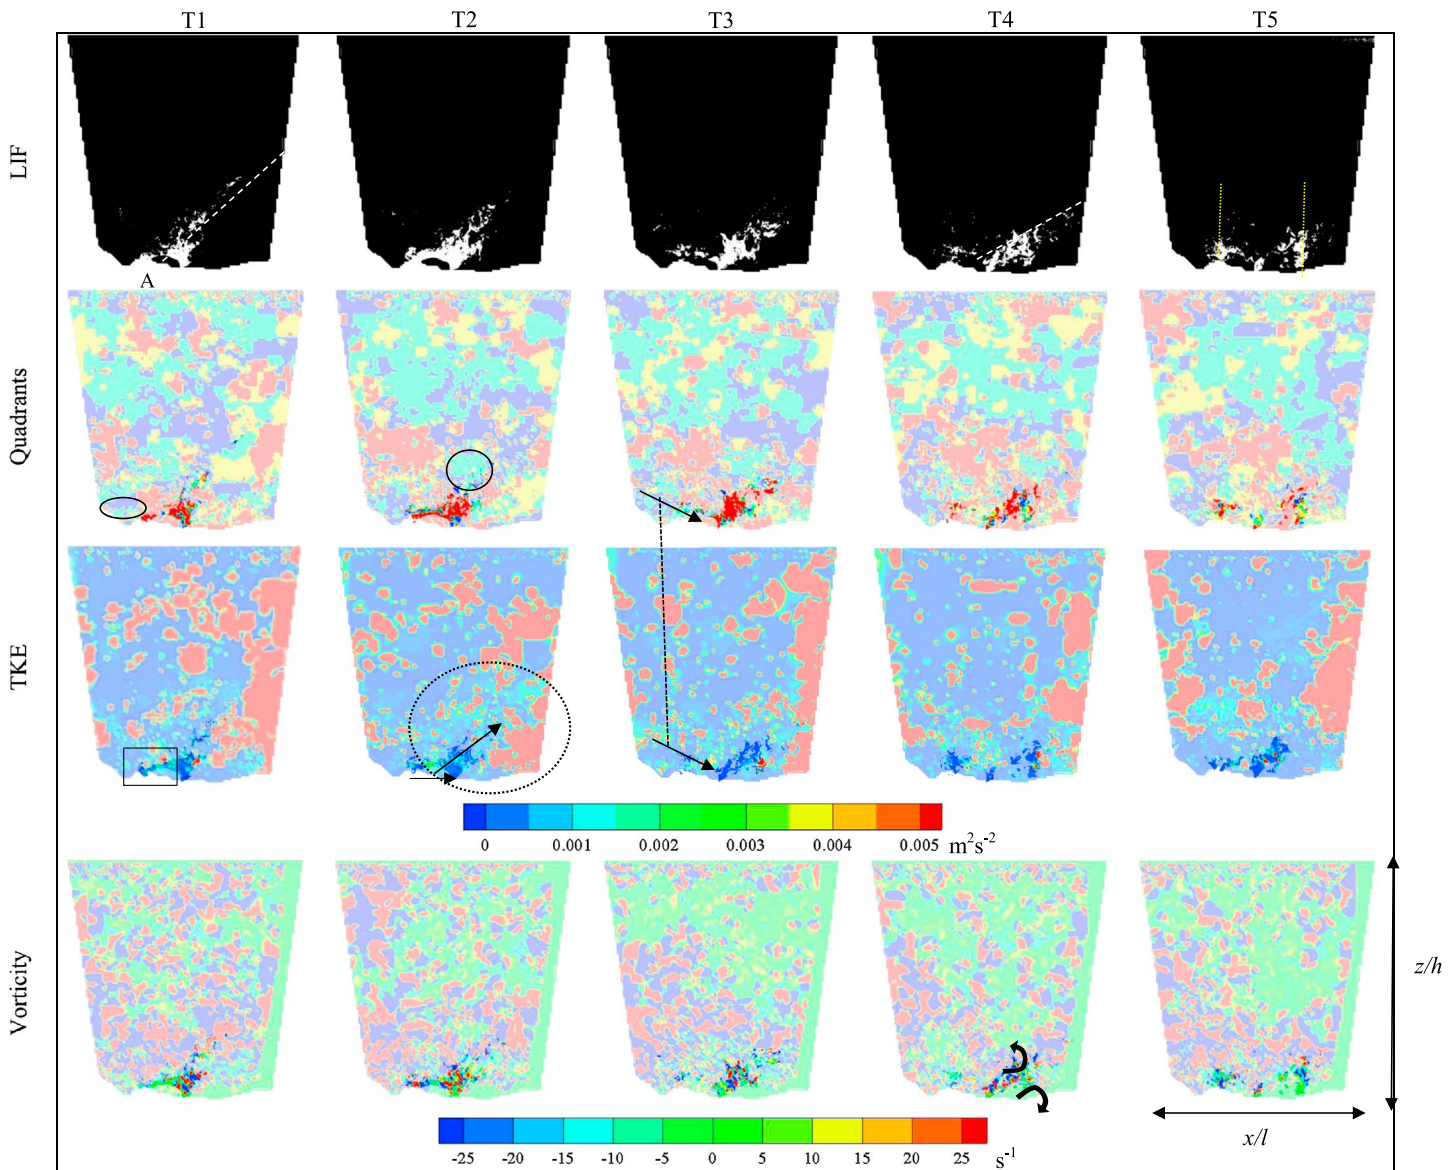 T1 T2 T3 T4 T5
LIF
A
Quadrants
TKE
0 0.001 0.002 0.003 0.004 0.005 m²s⁻²
Vorticity
z/h
x/l
-25 -20 -15 -10 -5 0 5 10 15 20 25 s⁻¹